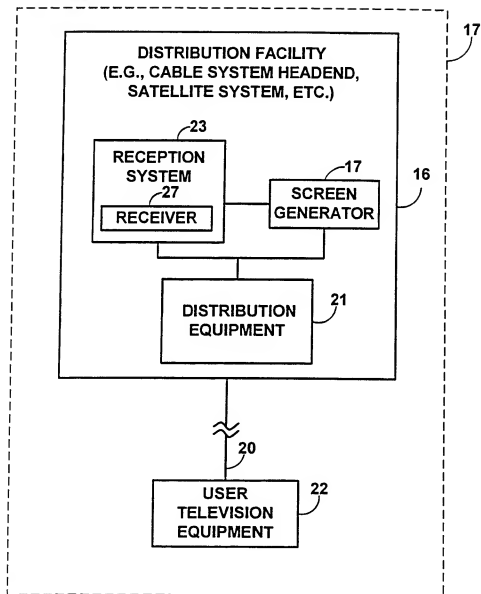 17
DISTRIBUTION FACILITY
(E.G., CABLE SYSTEM HEADEND,
SATELLITE SYSTEM, ETC.)
23
RECEPTION
SYSTEM
27
RECEIVER
17
SCREEN
GENERATOR
16
DISTRIBUTION
EQUIPMENT
21
20
USER
TELEVISION
EQUIPMENT
22